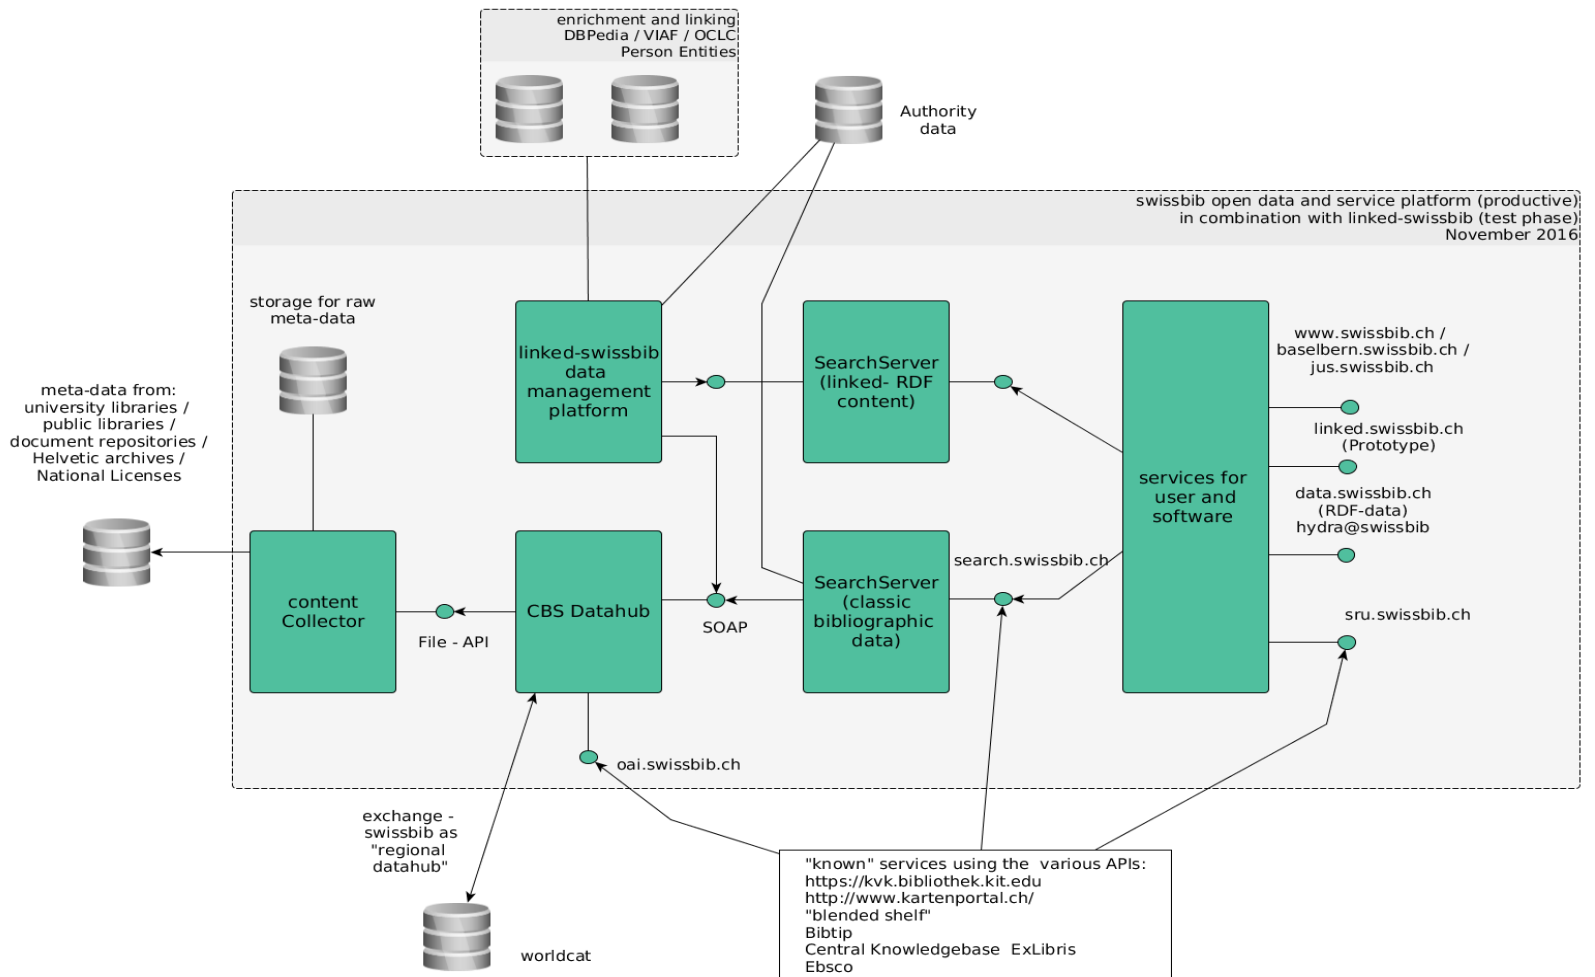 enrichment and linking
DBPedia / VIAF / OCLC
Person Entities
Authority
data
swissbib open data and service platform (productive)
in combination with linked-swissbib (test phase)
November 2016
storage for raw
meta-data
meta-data from:
university libraries /
public libraries /
document repositories /
Helvetic archives /
National Licenses
linked-swissbib
data
management
platform
SearchServer
(linked- RDF
content)
services for
user and
software
www.swissbib.ch /
baselbern.swissbib.ch /
jus.swissbib.ch
linked.swissbib.ch
(Prototype)
data.swissbib.ch
(RDF-data)
hydra@swissbib
sru.swissbib.ch
content
Collector
File - API
CBS Datahub
SOAP
SearchServer
(classic
bibliographic
data)
search.swissbib.ch
oai.swissbib.ch
exchange -
swissbib as
"regional
datahub"
worldcat
"known" services using the  various APIs:
https://kvk.bibliothek.kit.edu
http://www.kartenportal.ch/
"blended shelf"
Bibtip
Central Knowledgebase  ExLibris
Ebsco